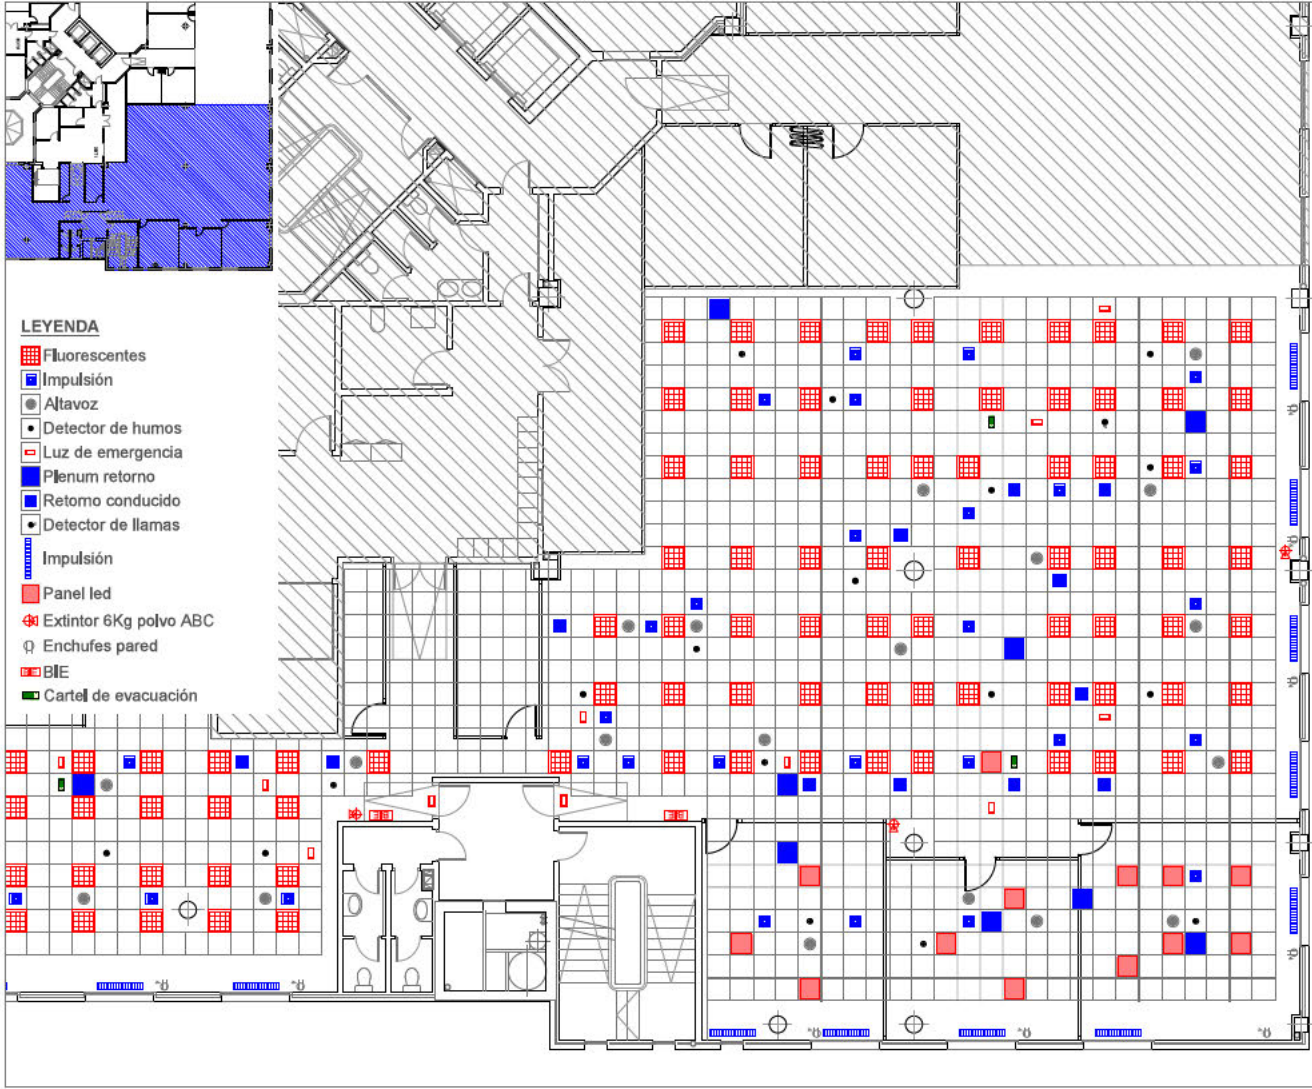 LEYENDA
Fluorescentes
Impulsión
Altavoz
Detector de humos
Luz de emergencia
Plenum retorno
Retorno conducido
Detector de llamas
Impulsión
Panel led
Extintor 6Kg polvo ABC
Enchufes pared
BIE
Cartel de evacuación